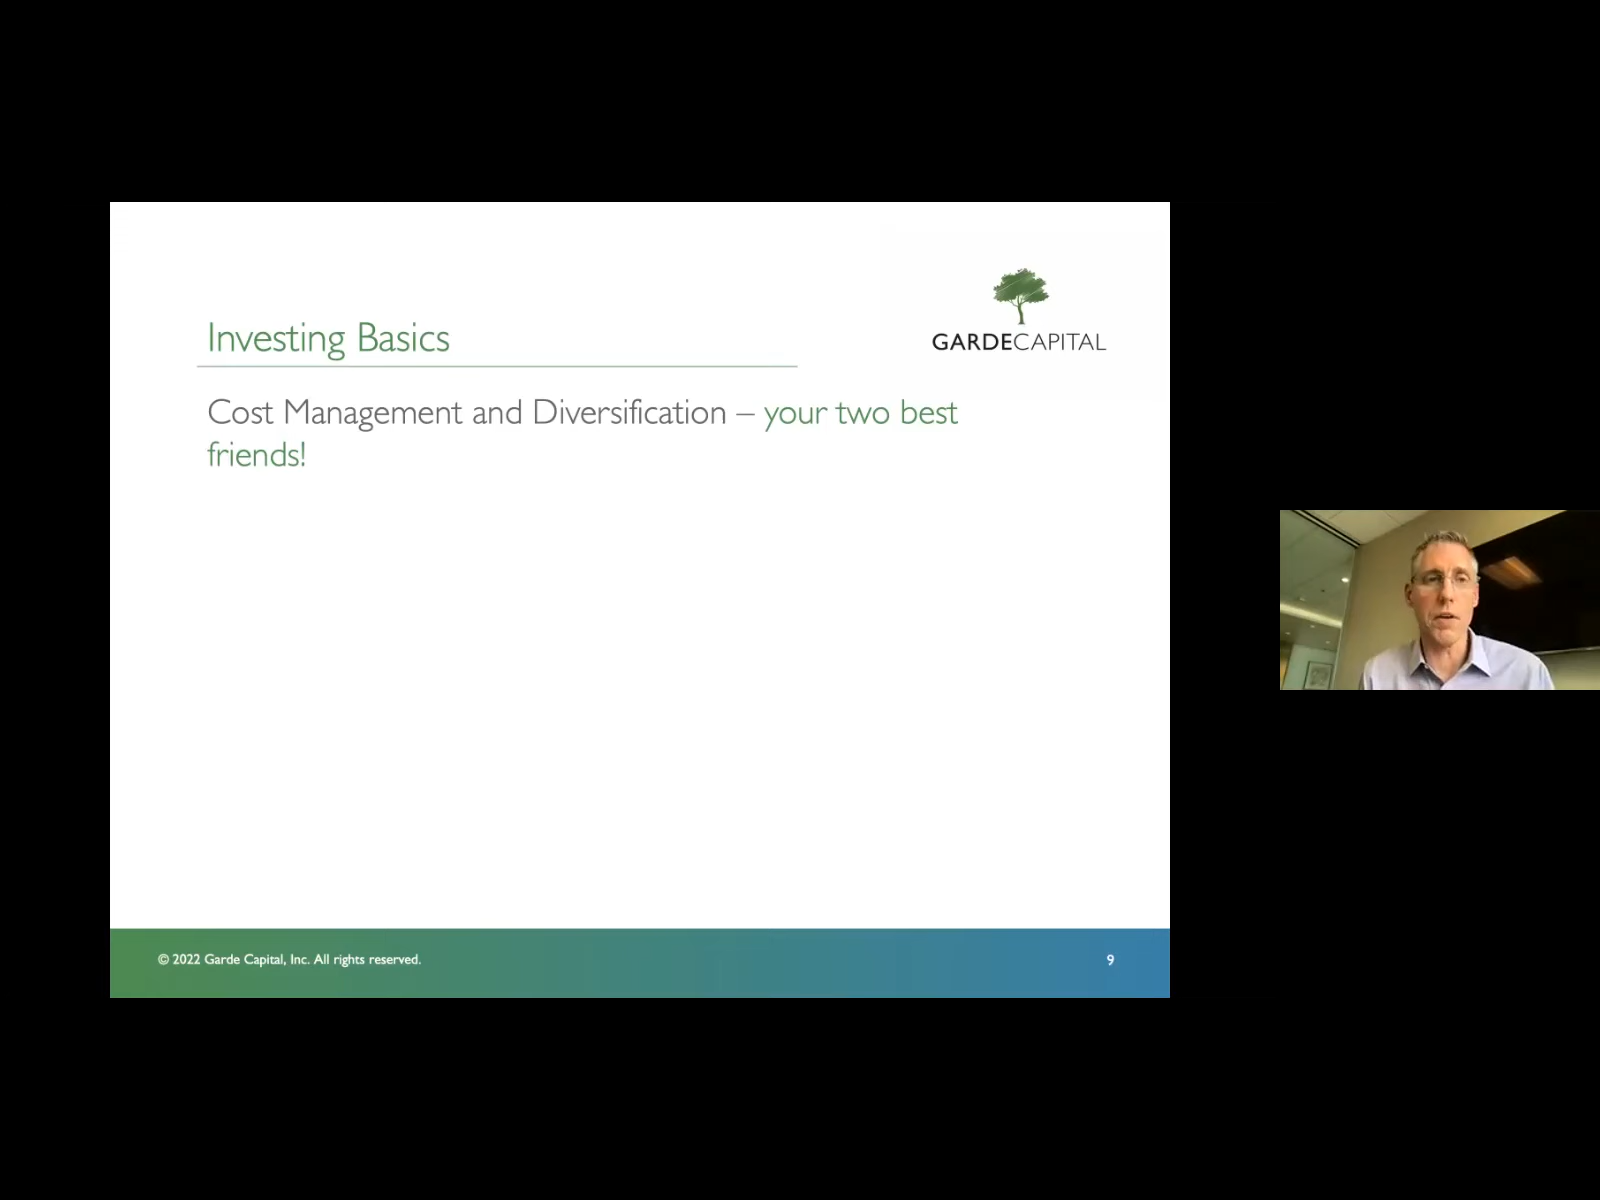 GARDECAPITAL
Investing Basics
Cost Management and Diversification – your two best
friends!
© 2022 Garde Capital, Inc. All rights reserved.
9